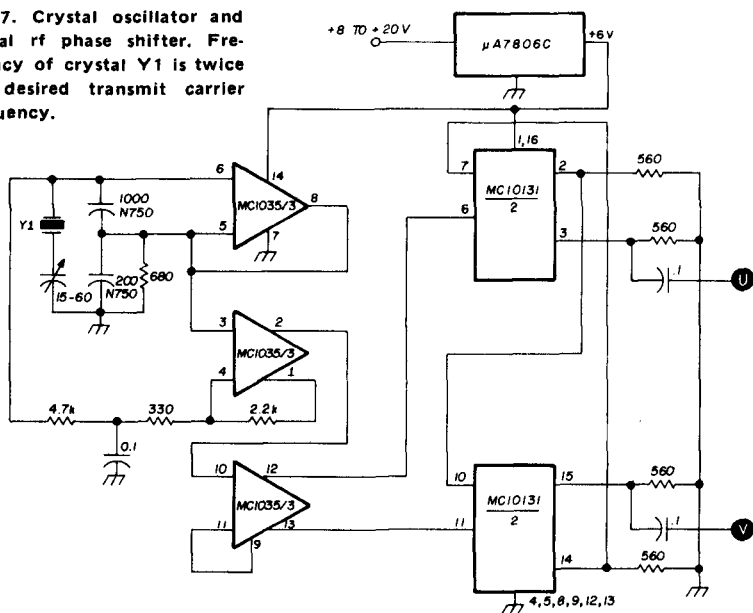 7. Crystal oscillator and
al rf phase shifter. Fre-
cy of crystal Y1 is twice
desired transmit carrier
uency.
+8 TO +20V
μA7806C
+6V
1,16
14
6
MC1035/3
8
5
7
1000
N750
Y1
200
N750
680
15-60
7
MC10131
2
2
6
3
560
560
.1
U
3
MC1035/3
2
4
1
4.7k
330
2.2k
0.1
10
MC1035/3
12
11
13
9
10
MC10131
2
15
11
14
560
.1
V
560
4,5,8,9,12,13